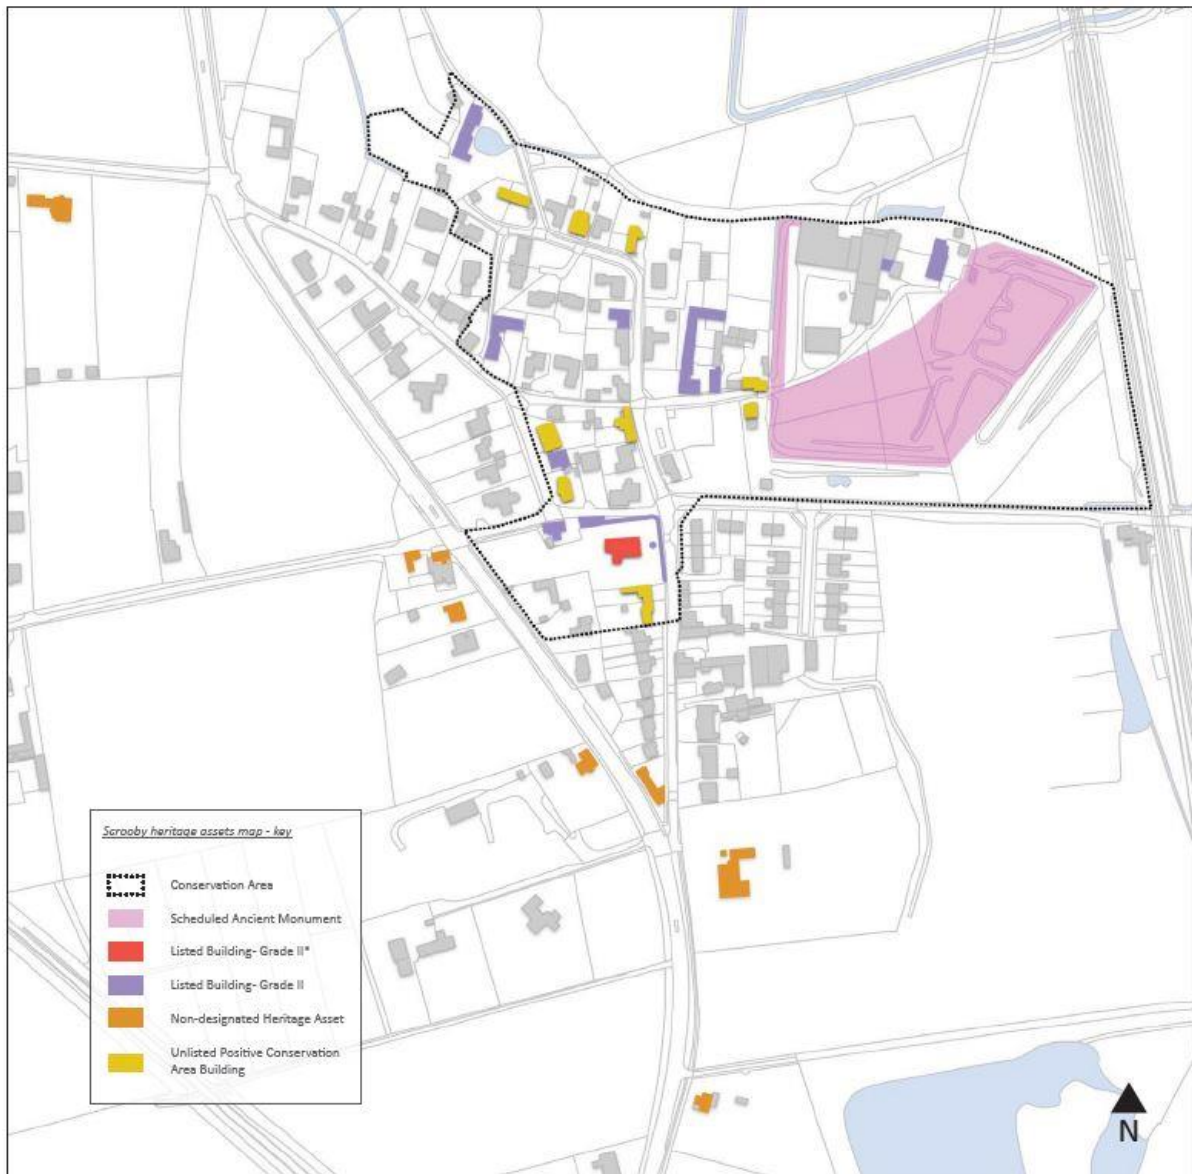 Scrooby heritage assets map - key
Conservation Area
Scheduled Ancient Monument
Listed Building- Grade II*
Listed Building- Grade II
Non-designated Heritage Asset
Unlisted Positive Conservation
Area Building
N